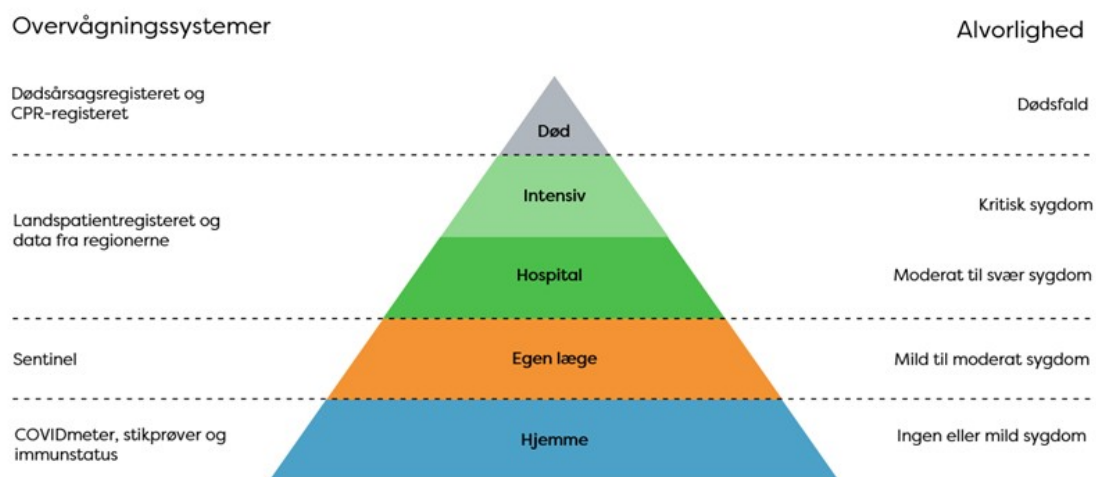 Overvågningssystemer
Alvorlighed
Dødsårsagsregisteret og
CPR-registeret
Død
Dødsfald
Landspatientregisteret og
data fra regionerne
Intensiv
Kritisk sygdom
Hospital
Moderat til svær sygdom
Sentinel
Egen læge
Mild til moderat sygdom
COVIDmeter, stikprøver og
immunstatus
Hjemme
Ingen eller mild sygdom